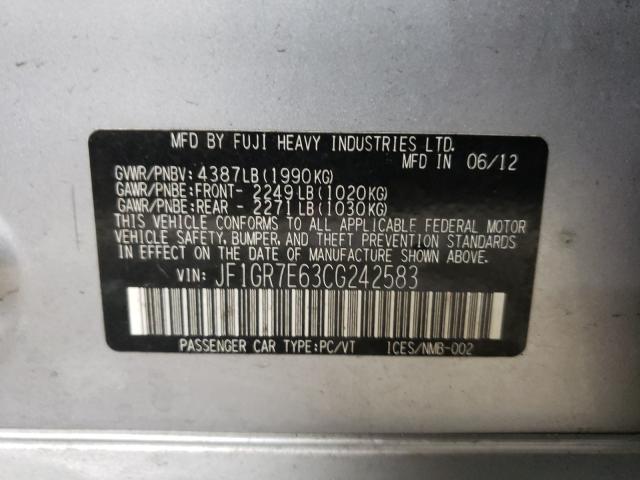 MFD BY FUJI HEAVY INDUSTRIES LTD.
MFD IN 06/12
GVWR/PNBV: 4387LB(1990KG)
GAWR/PNBE:FRONT- 2249LB(1020KG)
GAWR/PNBE:REAR - 2271LB(1030KG)
THIS VEHICLE CONFORMS TO ALL APPLICABLE FEDERAL MOTOR
VEHICLE SAFETY, BUMPER, AND THEFT PREVENTION STANDARDS
IN EFFECT ON THE DATE OF MANUFACTURE SHOWN ABOVE.
VIN: JF1GR7E63CG242583
PASSENGER CAR TYPE:PC/VT ICES/NMB-002